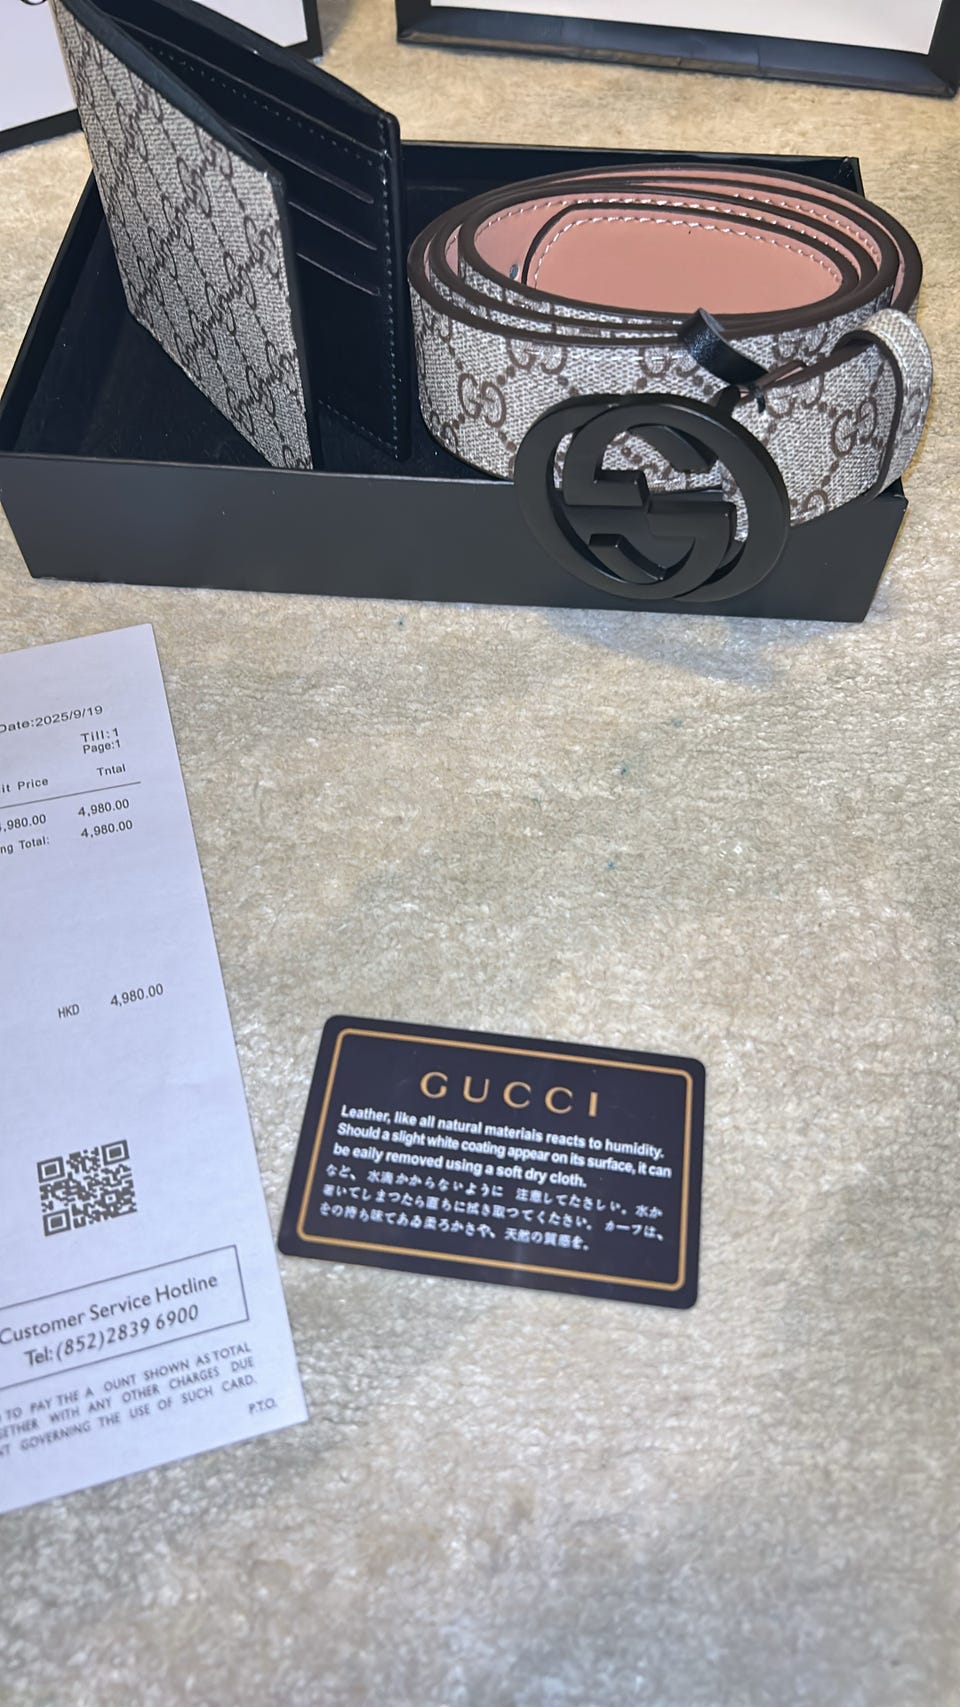 Date:2025/9/19
Till:1
Page:1
it Price Tntal
,980.00 4,980.00
ng Total: 4,980.00
HKD 4,980.00
Customer Service Hotline
Tel:(852)2839 6900
TO PAY THE A OUNT SHOWN AS TOTAL
GETHER WITH ANY OTHER CHARGES DUE
NT GOVERNING THE USE OF SUCH CARD.
P.T.O.
GUCCI
Leather, like all natural materiais reacts to humidity.
Should a slight white coating appear on its surface, it can
be easily removed using a soft dry cloth.
など、水滴かからないように 注意してたさしい。水か
著いてしまつたら直ちに拭き取つてください。カーフは、
その持ち味てある柔ろかさや、天然の質感を。